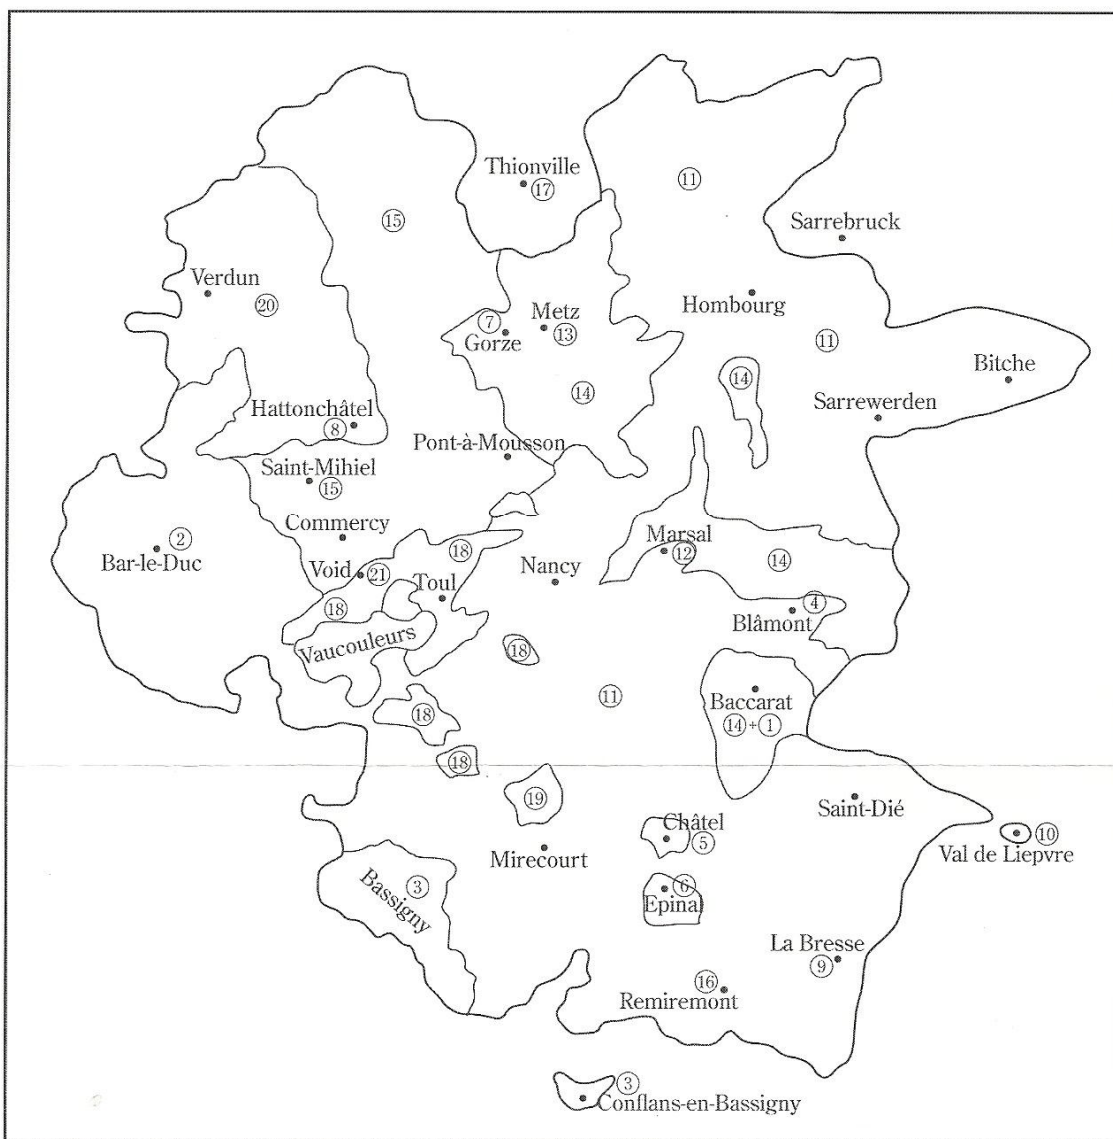 Thionville
⑰
⑪
⑮
Sarrebruck
Verdun
⑳
Hombourg
Metz
⑬
⑦
Gorze
⑪
Bitche
⑭
⑭
Sarrewerden
Hattonchâtel
⑧
Pont-à-Mousson
Saint-Mihiel
⑮
Commercy
②
Bar-le-Duc
Marsal
⑫
⑱
Nancy
⑭
Void
㉑
Toul
⑱
④
Blâmont
Vaucouleurs
⑱
⑪
Baccarat
⑭+①
⑱
⑱
⑲
Saint-Dié
Châtel
⑤
⑩
Val de Liepvre
Mirecourt
③
Bassigny
⑥
Epinal
La Bresse
⑨
⑯
Remiremont
③
Conflans-en-Bassigny